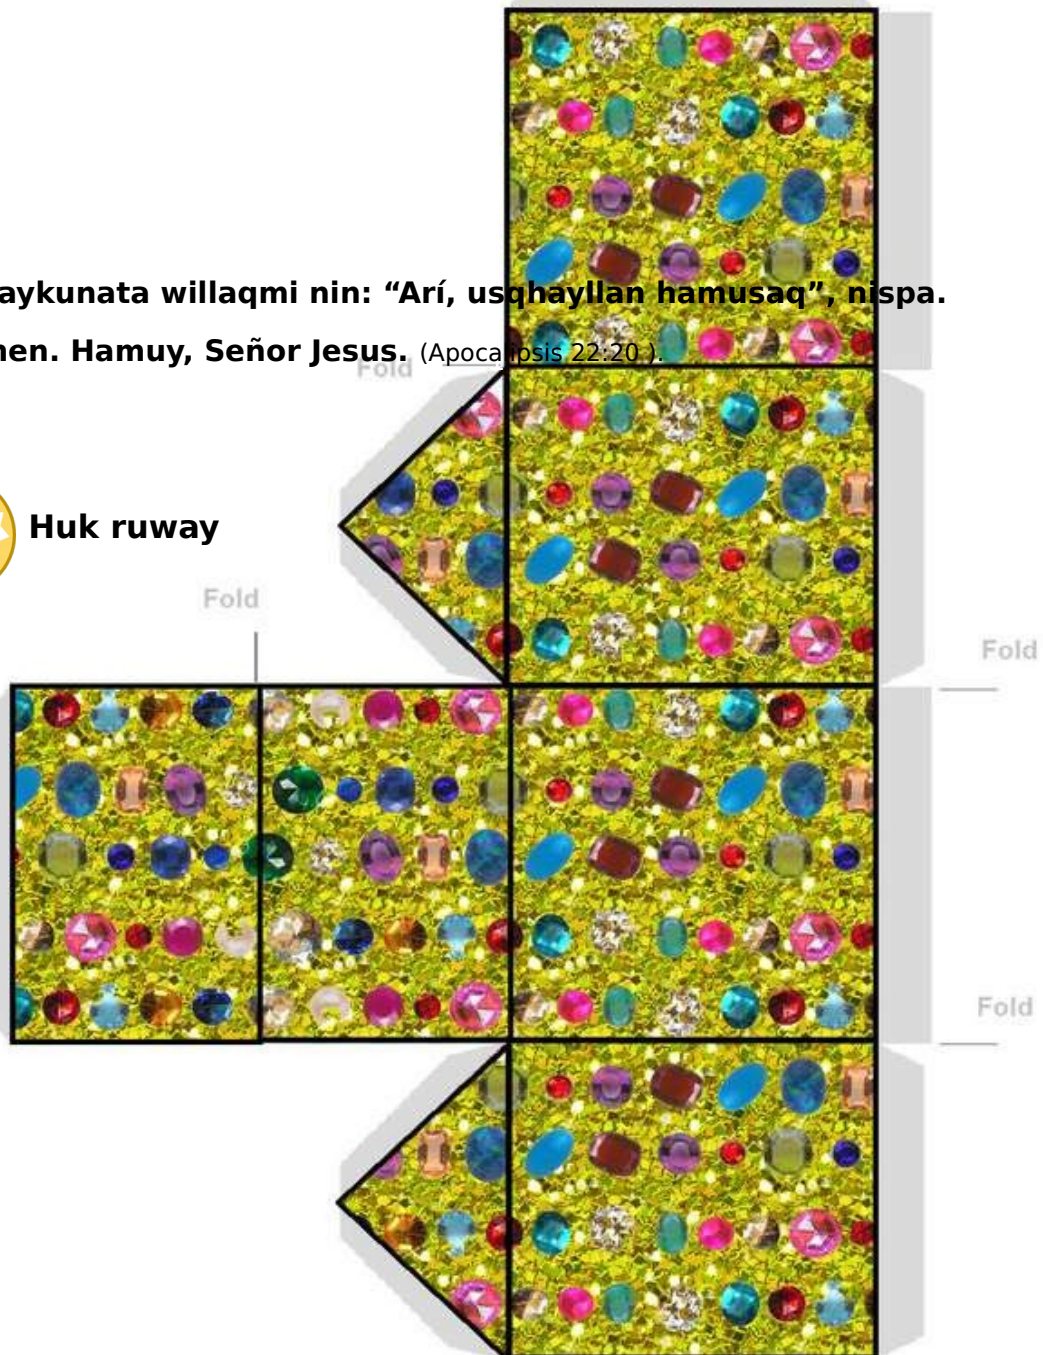 aykunata willaqmi nin: “Arí, usqhayllan hamusaq”, nispa.
en. Hamuy, Señor Jesus. (Apocalipsis 22:20 ).
Fold
Huk ruway
Fold
Fold
Fold